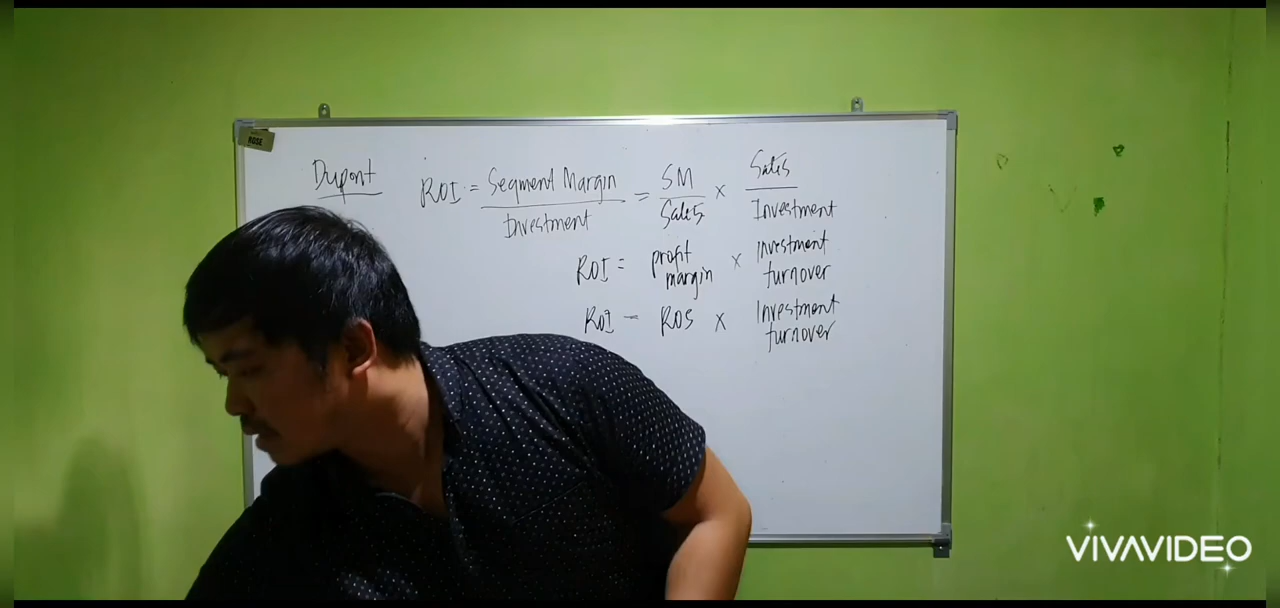 ROSE
Dupont
ROI = Segment Margin / Investment = SM / Sales × Sales / Investment
ROI = profit margin × Investment turnover
ROI = ROS × Investment turnover
VIVAVIDEO